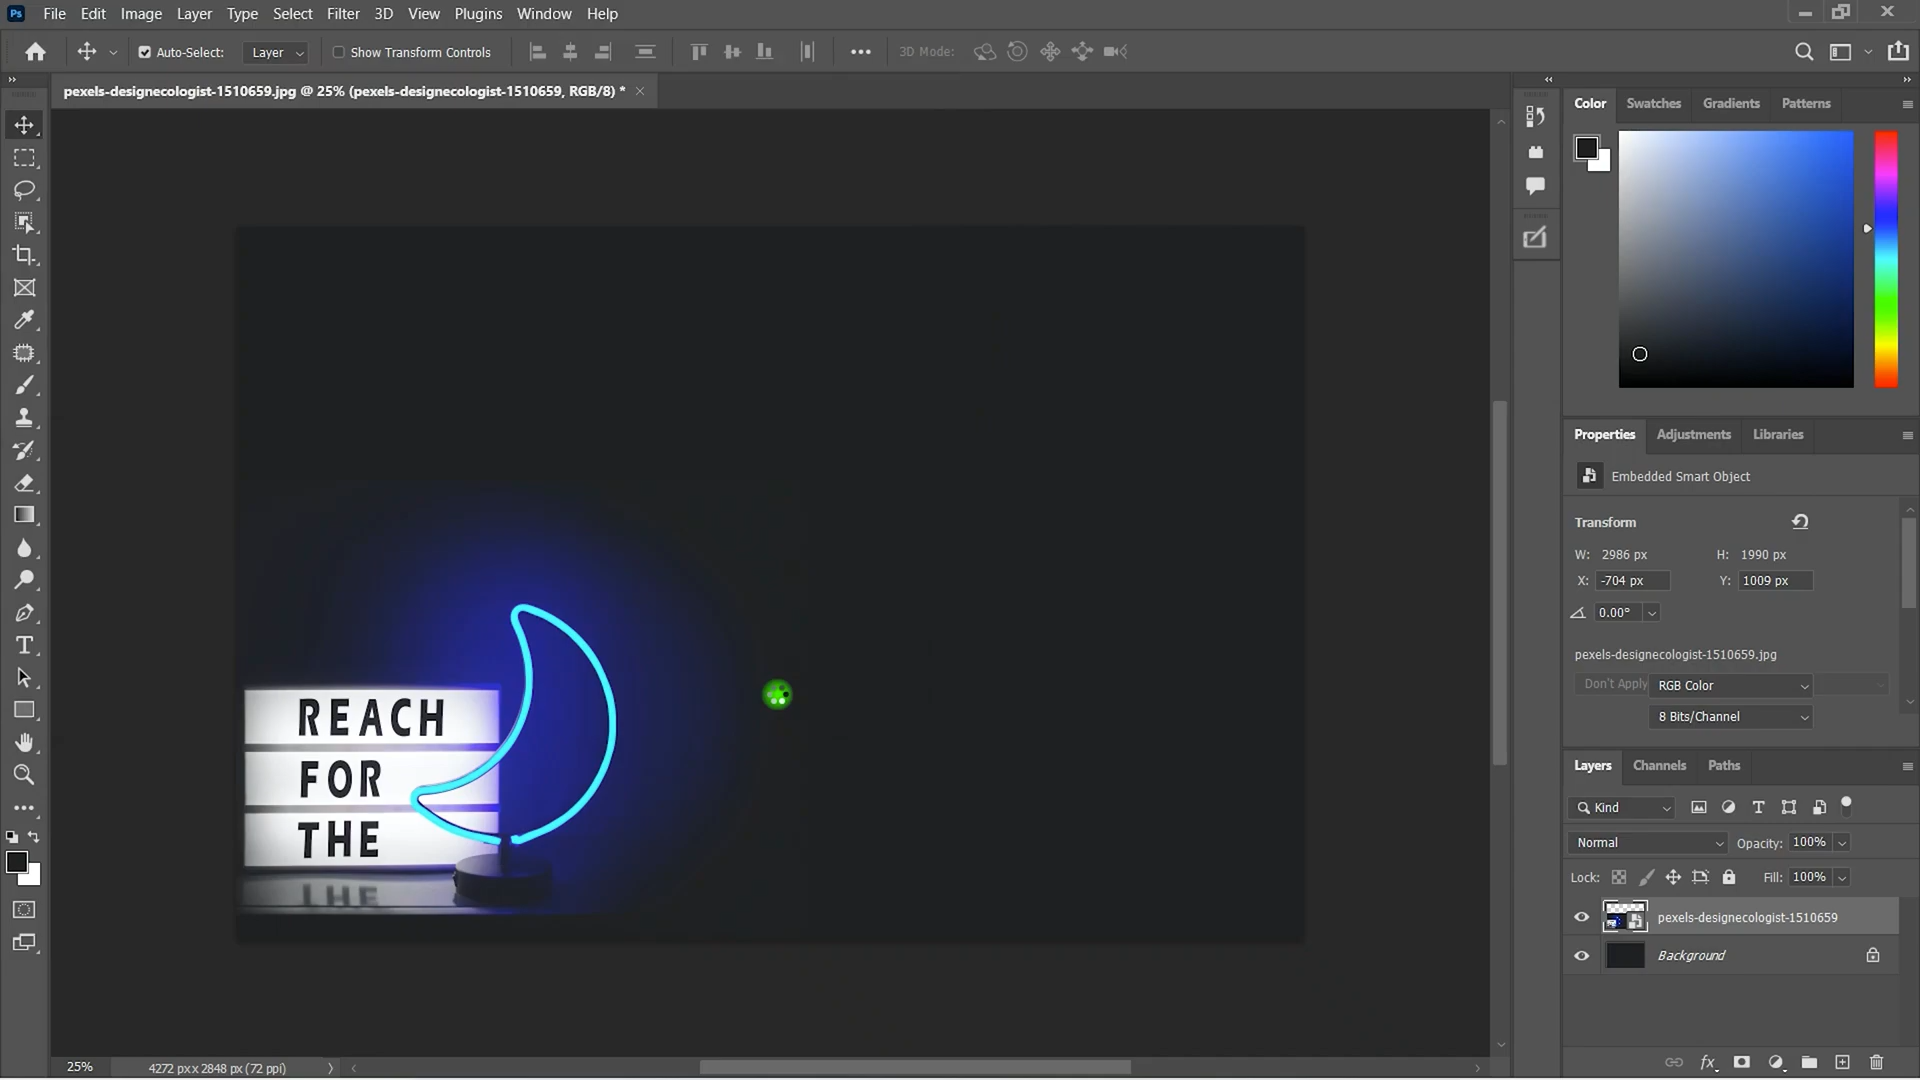 File Edit Image Layer Type Select Filter 3D View Plugins Window Help
Auto-Select: Layer Show Transform Controls 3D Mode:
pexels-designecologist-1510659.jpg @ 25% (pexels-designecologist-1510659, RGB/8) *
Color Swatches Gradients Patterns
Properties Adjustments Libraries
Embedded Smart Object
Transform
W: 2986 px H: 1990 px
X: -704 px Y: 1009 px
0.00°
pexels-designecologist-1510659.jpg
Don't Apply RGB Color
8 Bits/Channel
REACH
FOR
THE
THE
Layers Channels Paths
Kind
Normal Opacity: 100%
Lock: Fill: 100%
pexels-designecologist-1510659
Background
25% 4272 px x 2848 px (72 ppi)